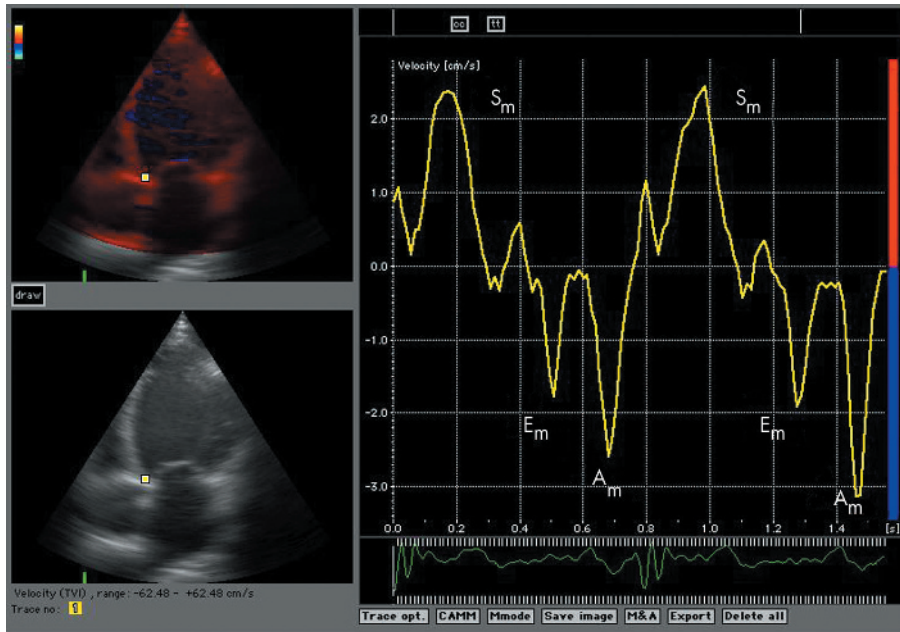 cc tt
Velocity [cm/s]
Sm Sm
2.0
1.0
0.0
-1.0
-2.0
Em Em
Am Am
-3.0
0.0 0.2 0.4 0.6 0.8 1.0 1.2 1.4 [s]
draw
Velocity (TVI) , range: -62.48 - +62.48 cm/s
Trace no: 1
Trace opt. CAMM Mmode Save image M&A Export Delete all